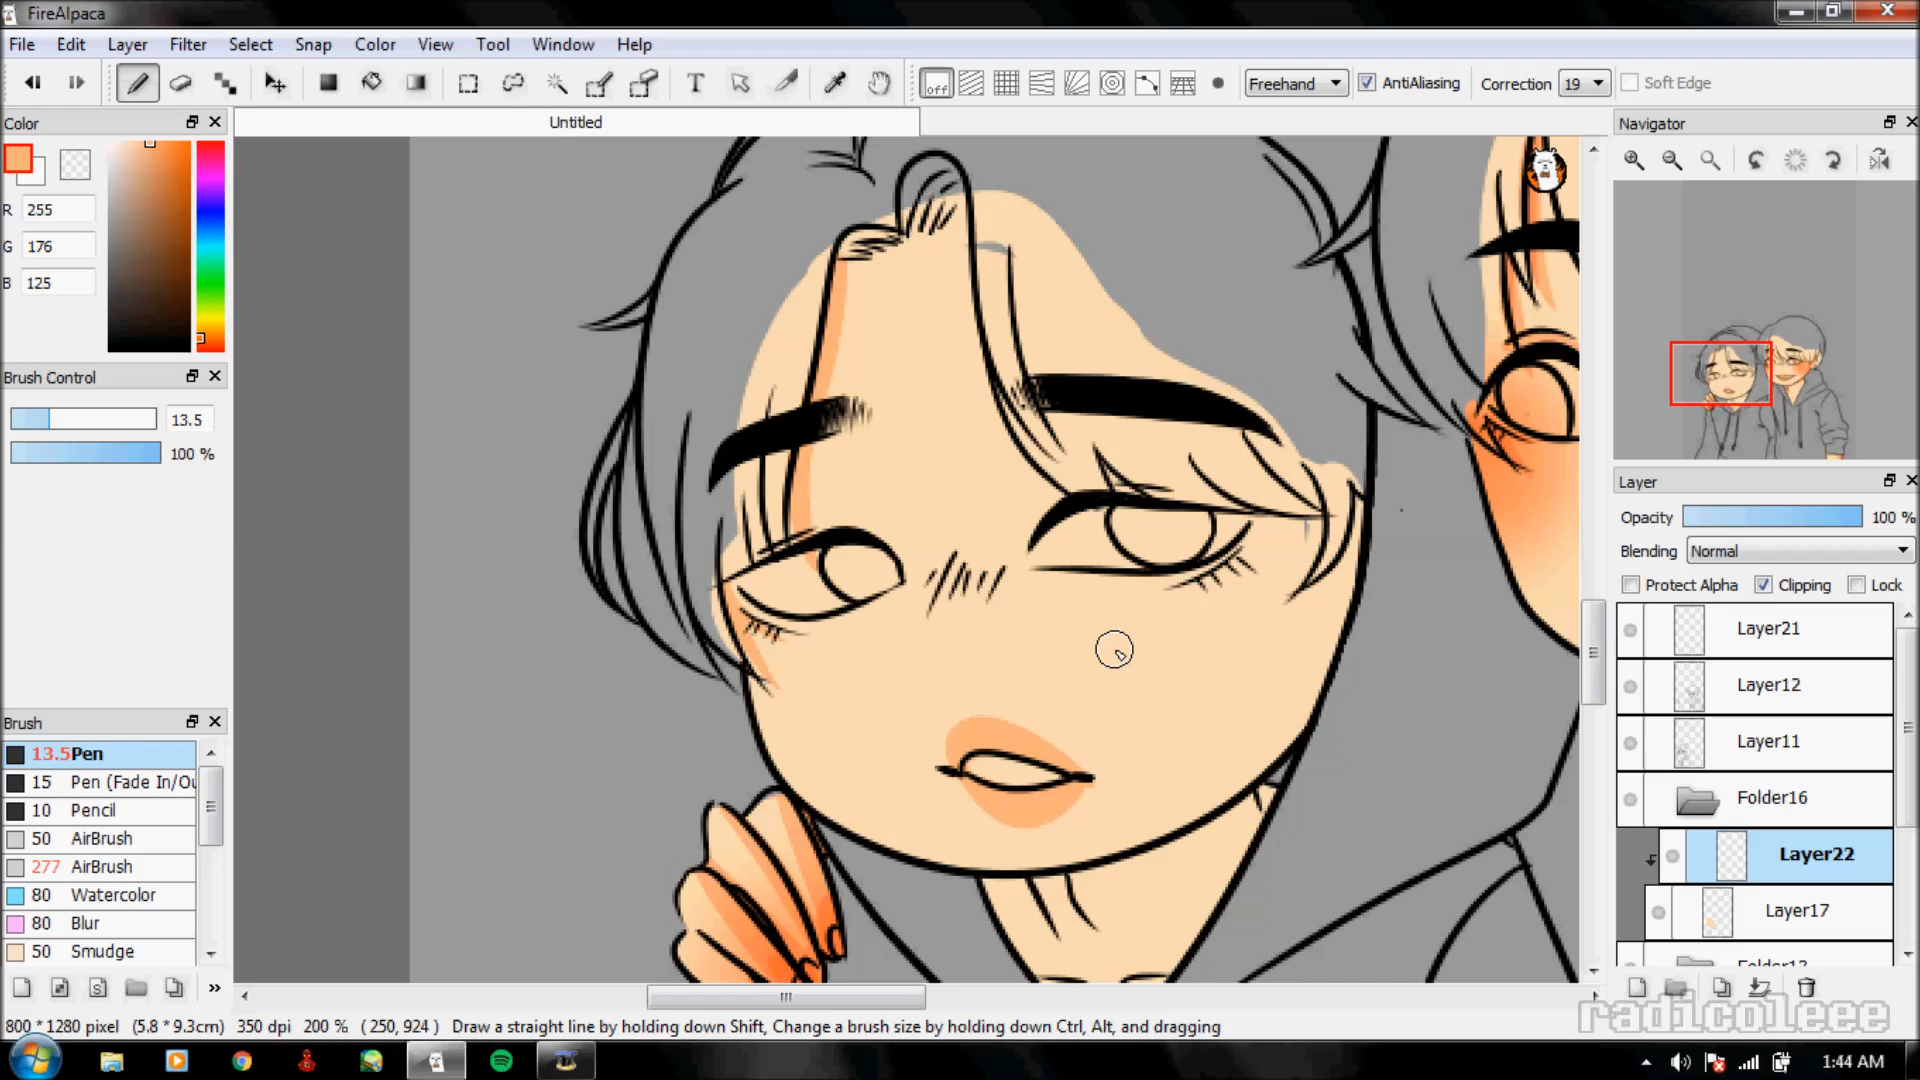 FireAlpaca
File Edit Layer Filter Select Snap Color View Tool Window Help
off Freehand AntiAliasing Correction 19 Soft Edge
Color
Untitled
Navigator
R 255
G 176
B 125
Brush Control
13.5
100 %
Layer
Opacity 100 %
Blending Normal
Protect Alpha Clipping Lock
Layer21
Layer12
Layer11
Folder16
Layer22
Layer17
Brush
13.5 Pen
15 Pen (Fade In/Ou
10 Pencil
50 AirBrush
277 AirBrush
80 Watercolor
80 Blur
50 Smudge
800 * 1280 pixel (5.8 * 9.3cm) 350 dpi 200 % ( 250, 924 ) Draw a straight line by holding down Shift, Change a brush size by holding down Ctrl, Alt, and dragging
radicoleee
1:44 AM